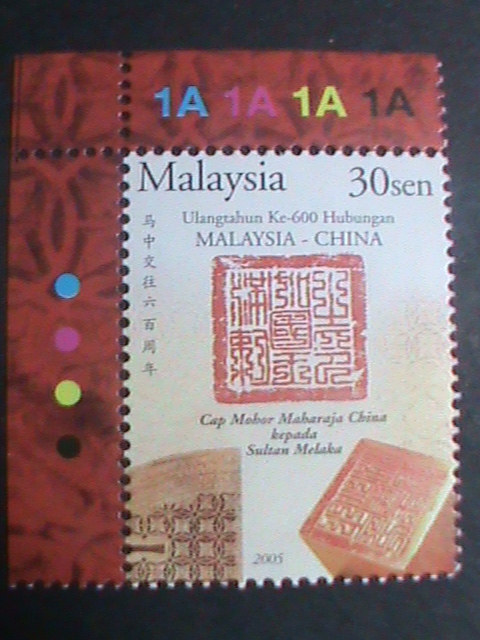 1A 1A 1A 1A
Malaysia 30sen
Ulangtahun Ke-600 Hubungan
MALAYSIA - CHINA
马中交往六百周年
Cap Mohor Maharaja China
kepada
Sultan Melaka
2005